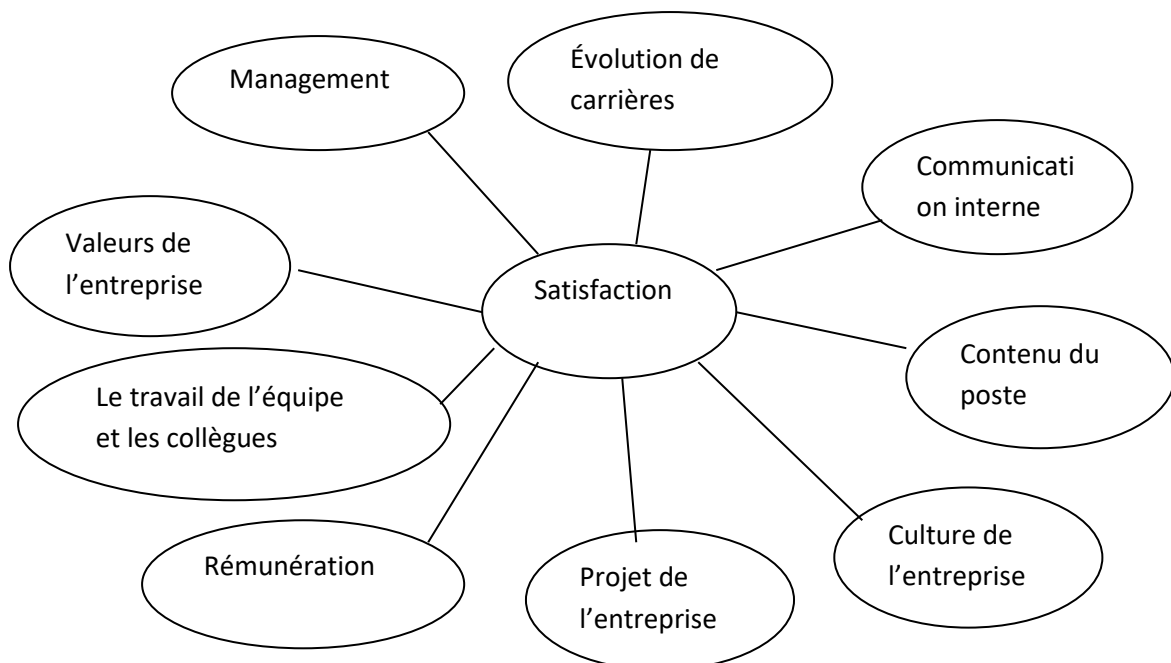 Management
Évolution de
carrières
Communicati
on interne
Valeurs de
l’entreprise
Satisfaction
Contenu du
poste
Le travail de l’équipe
et les collègues
Culture de
l’entreprise
Rémunération
Projet de
l’entreprise